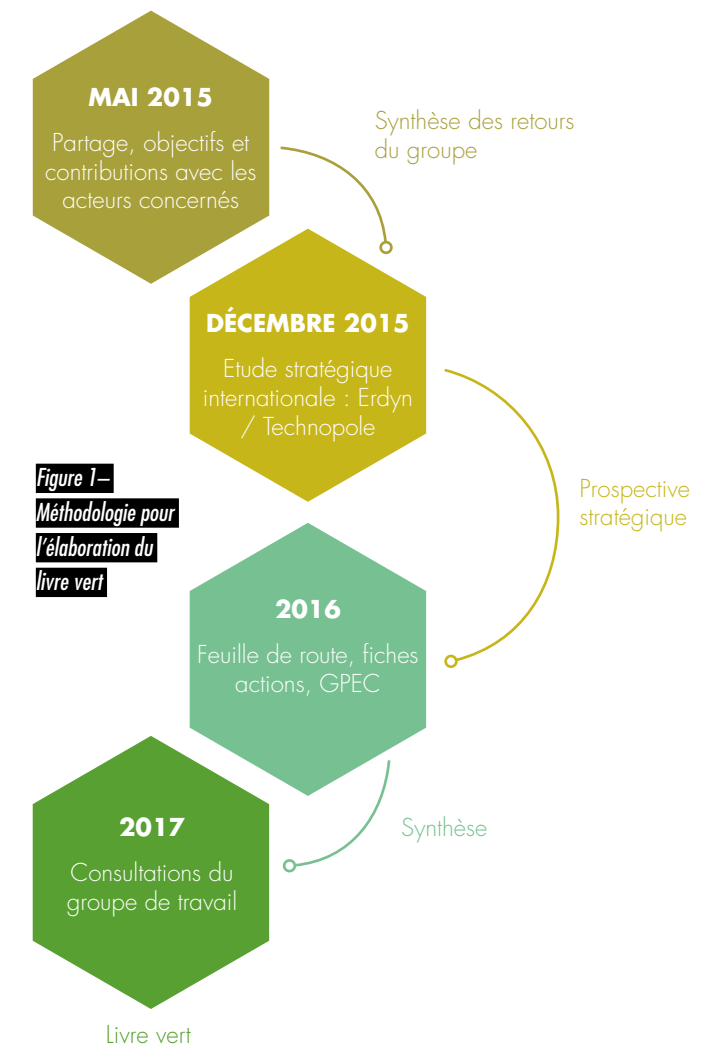 MAI 2015
Partage, objectifs et
contributions avec les
acteurs concernés
Synthèse des retours
du groupe
DÉCEMBRE 2015
Etude stratégique
internationale : Erdyn
/ Technopole
Figure 1–
Méthodologie pour
l'élaboration du
livre vert
Prospective
stratégique
2016
Feuille de route, fiches
actions, GPEC
Synthèse
2017
Consultations du
groupe de travail
Livre vert